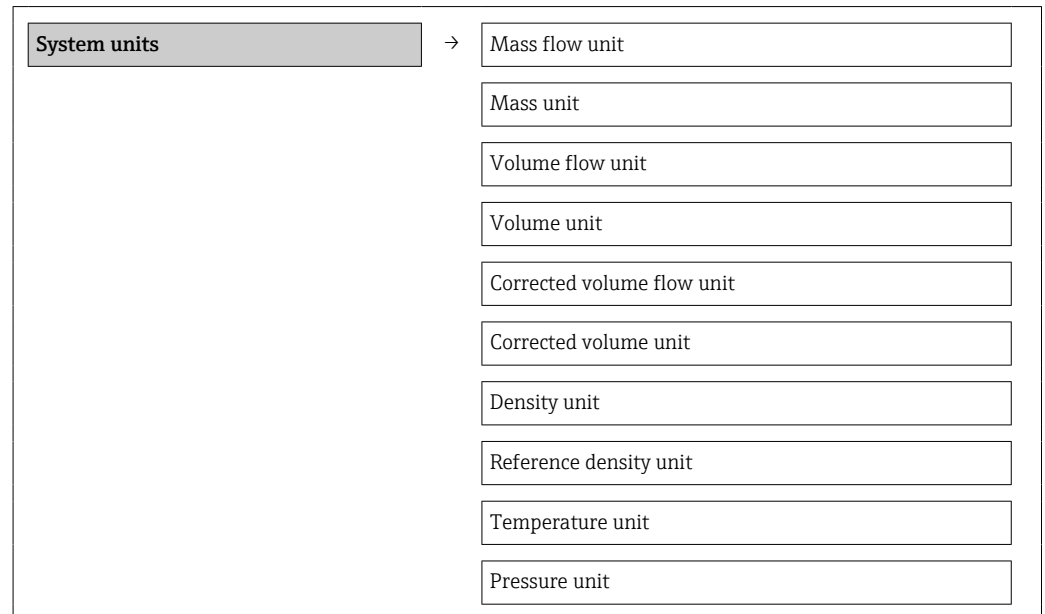 System units → Mass flow unit
Mass unit
Volume flow unit
Volume unit
Corrected volume flow unit
Corrected volume unit
Density unit
Reference density unit
Temperature unit
Pressure unit